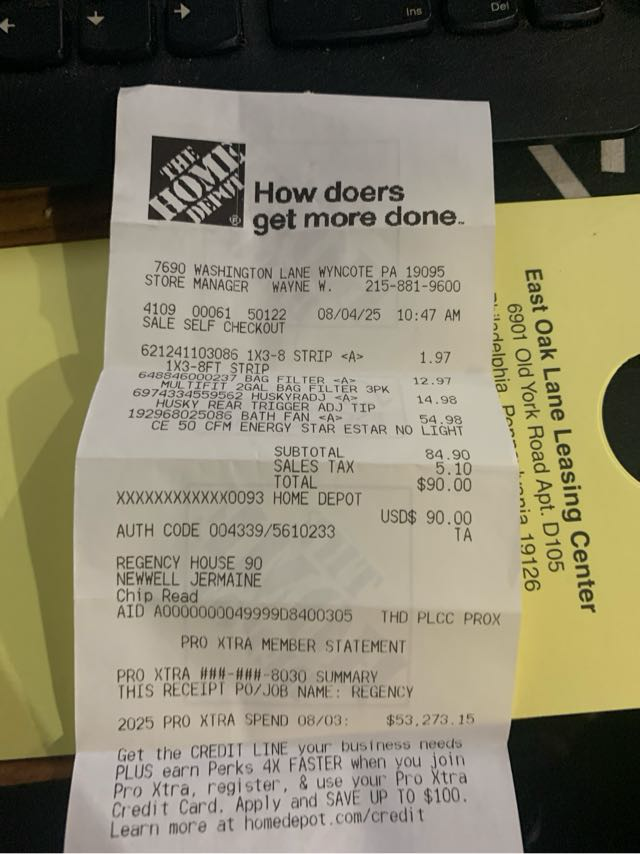 Ins
Del
THE
HOME
DEPOT
®
How doers
get more done™
7690 WASHINGTON LANE WYNCOTE PA 19095
STORE MANAGER WAYNE W. 215-881-9600
4109 00061 50122 08/04/25 10:47 AM
SALE SELF CHECKOUT
621241103086 1X3-8 STRIP <A> 1.97
1X3-8FT STRIP
648846000237 BAG FILTER <A> 12.97
MULTIFIT 2GAL BAG FILTER 3PK
6974334559562 HUSKYRADJ <A> 14.98
HUSKY REAR TRIGGER ADJ TIP
192968025086 BATH FAN <A> 54.98
CE 50 CFM ENERGY STAR ESTAR NO LIGHT
SUBTOTAL 84.90
SALES TAX 5.10
TOTAL $90.00
XXXXXXXXXXXX0093 HOME DEPOT
USD$ 90.00
AUTH CODE 004339/5610233 TA
REGENCY HOUSE 90
NEWWELL JERMAINE
Chip Read
AID A0000000049999D8400305 THD PLCC PROX
PRO XTRA MEMBER STATEMENT
PRO XTRA ###-###-8030 SUMMARY
THIS RECEIPT PO/JOB NAME: REGENCY
2025 PRO XTRA SPEND 08/03: $53,273.15
Get the CREDIT LINE your business needs
PLUS earn Perks 4X FASTER when you join
Pro Xtra, register, & use your Pro Xtra
Credit Card. Apply and SAVE UP TO $100.
Learn more at homedepot.com/credit
East Oak Lane Leasing Center
6901 Old York Road Apt. D105
19126